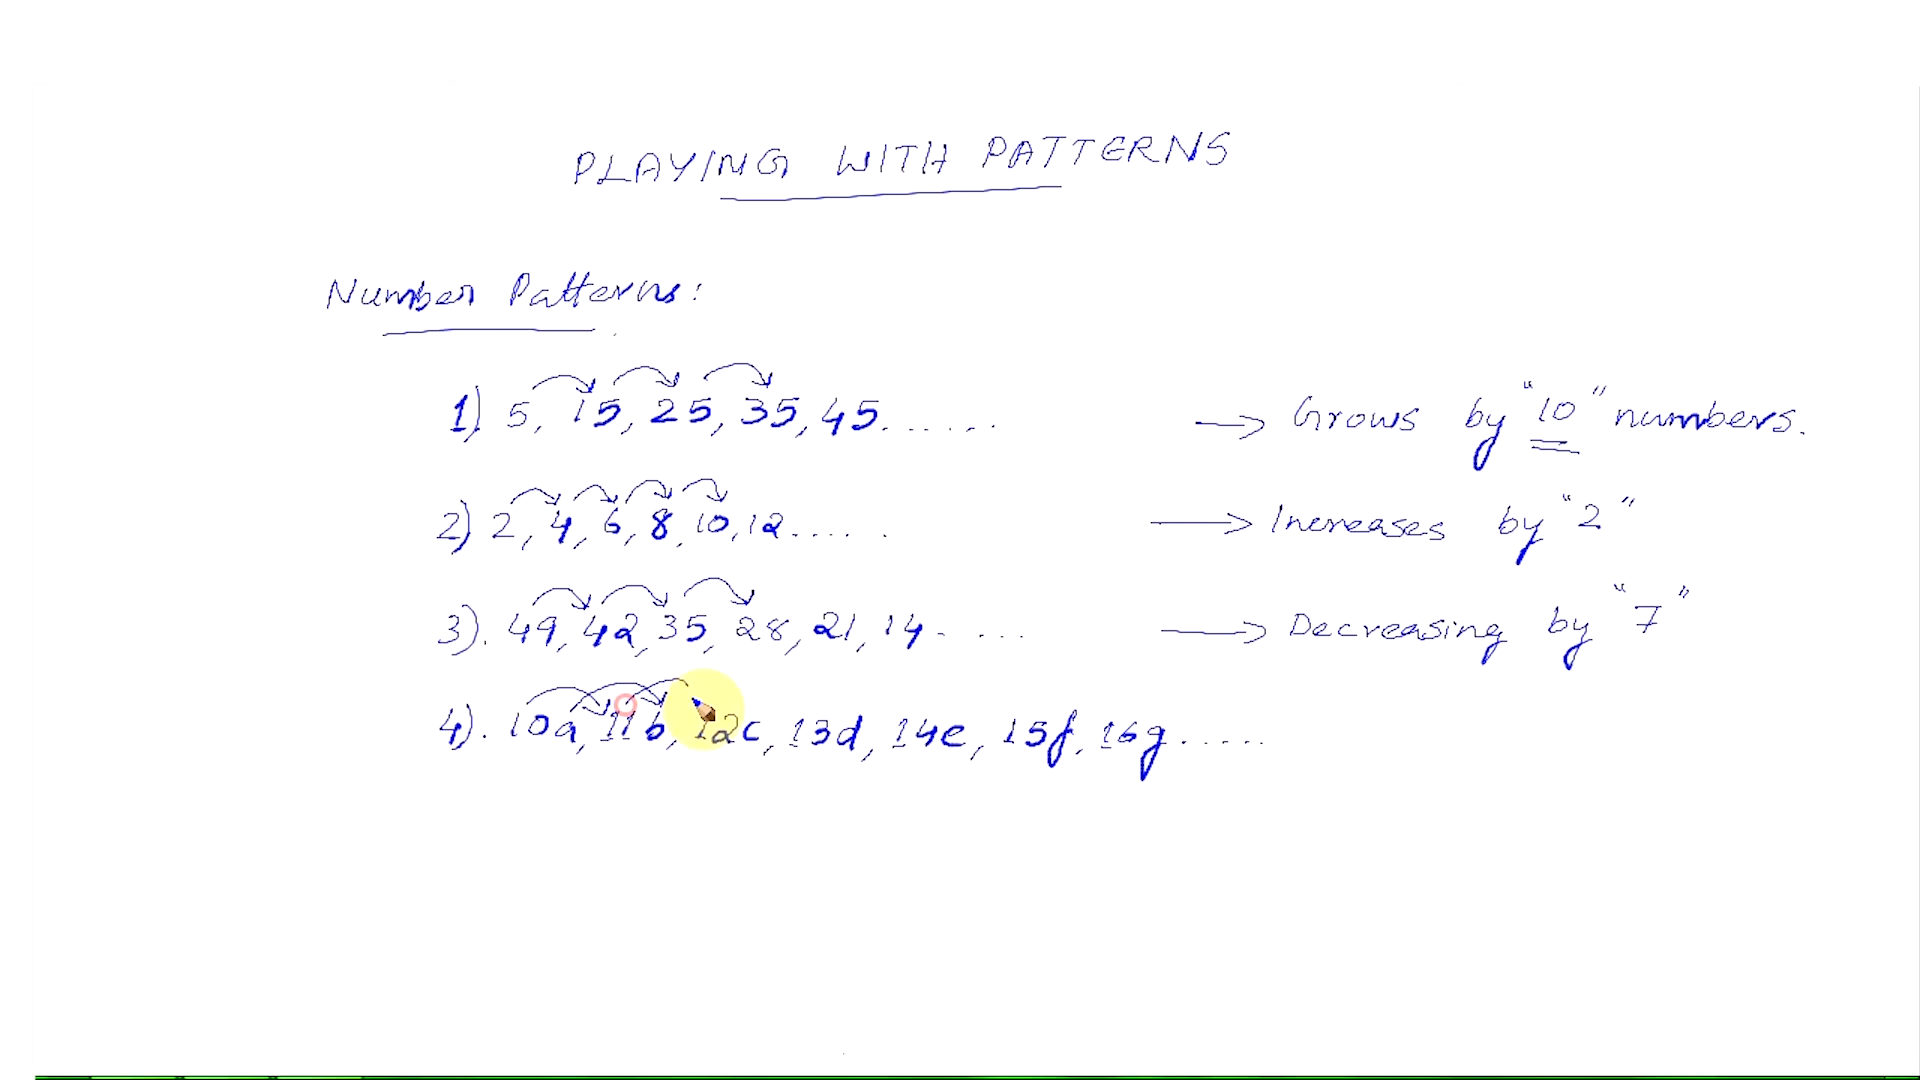 PLAYING WITH PATTERNS
Number Patterns:
1) 5, 15, 25, 35, 45...... → Grows by "10" numbers.
2) 2, 4, 6, 8, 10, 12..... → Increases by "2"
3). 49, 42, 35, 28, 21, 14.... → Decreasing by "7"
4). 10a, 11b, 12c, 13d, 14e, 15f, 16g.....